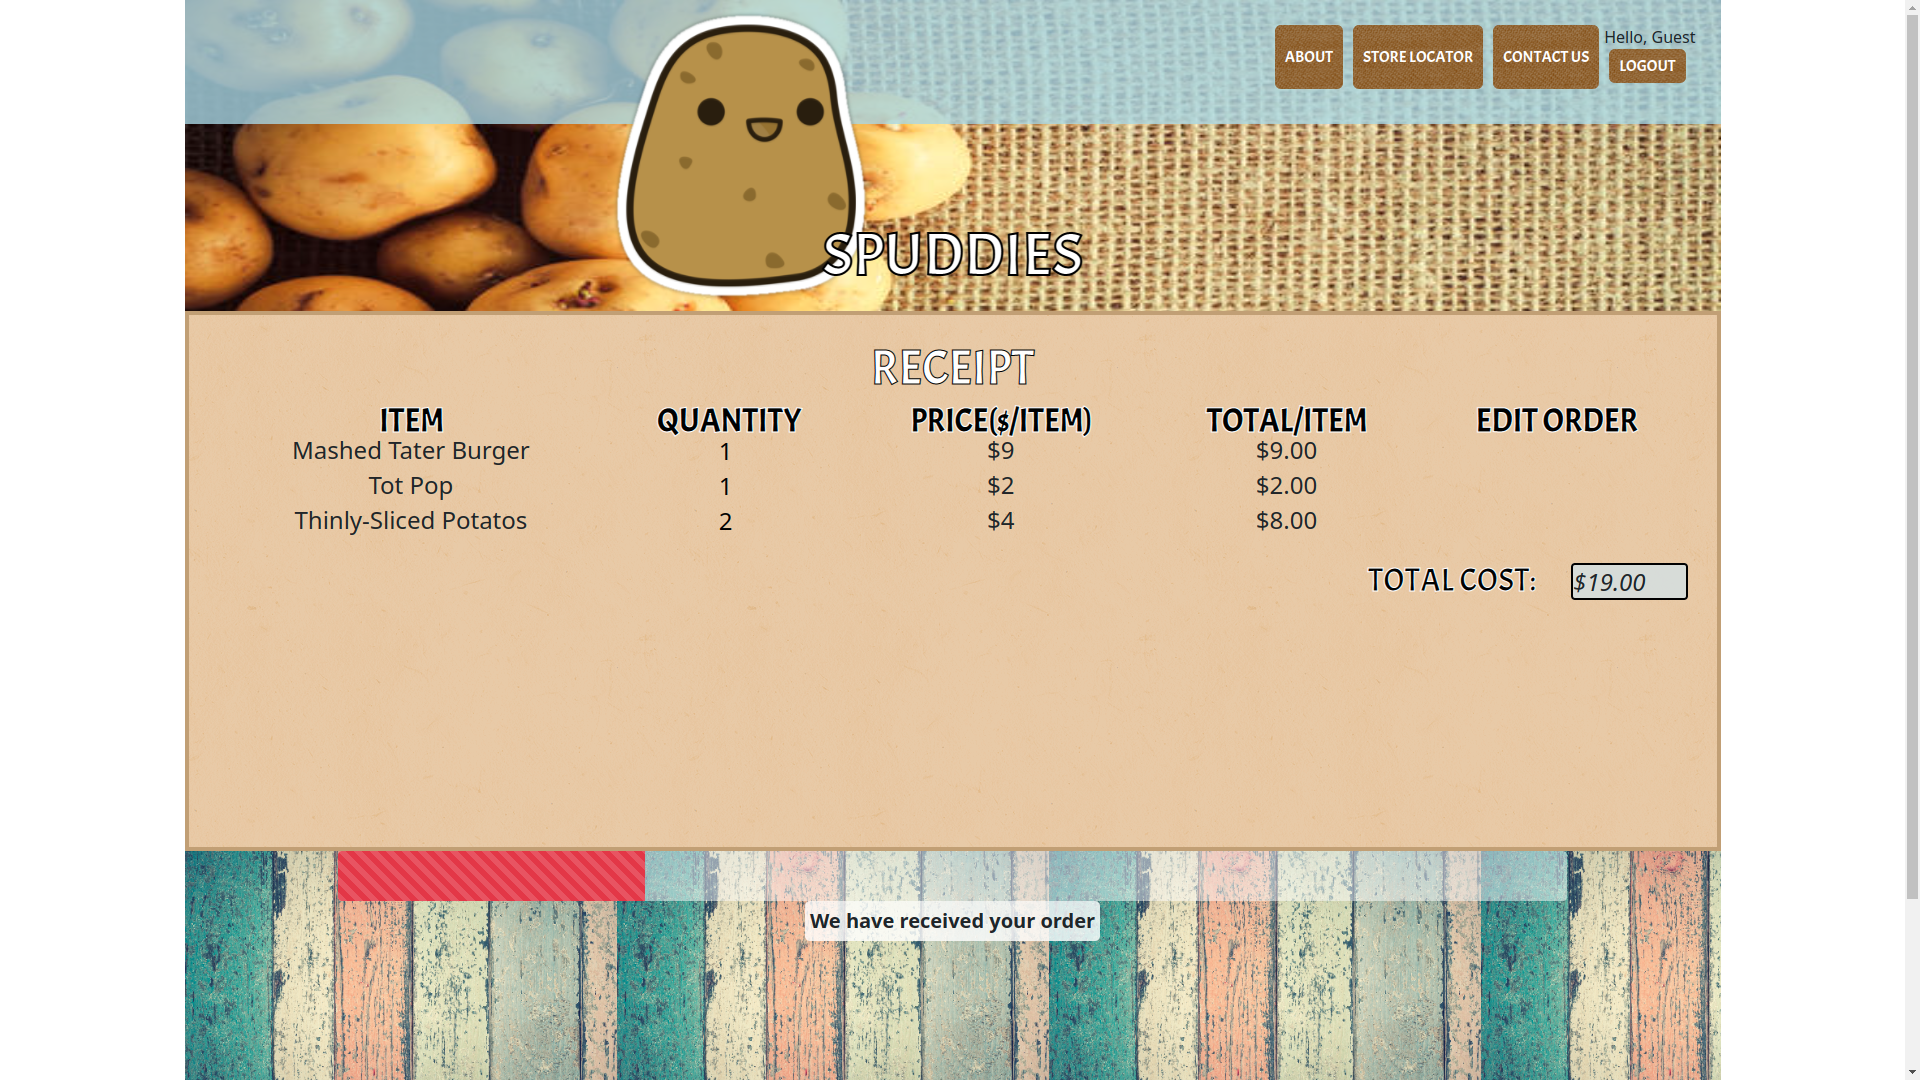 ABOUT STORE LOCATOR CONTACT US Hello, Guest
LOGOUT
SPUDDIES
RECEIPT
ITEM QUANTITY PRICE($/ITEM) TOTAL/ITEM EDIT ORDER
Mashed Tater Burger 1 $9 $9.00
Tot Pop 1 $2 $2.00
Thinly-Sliced Potatos 2 $4 $8.00
TOTAL COST: $19.00
We have received your order